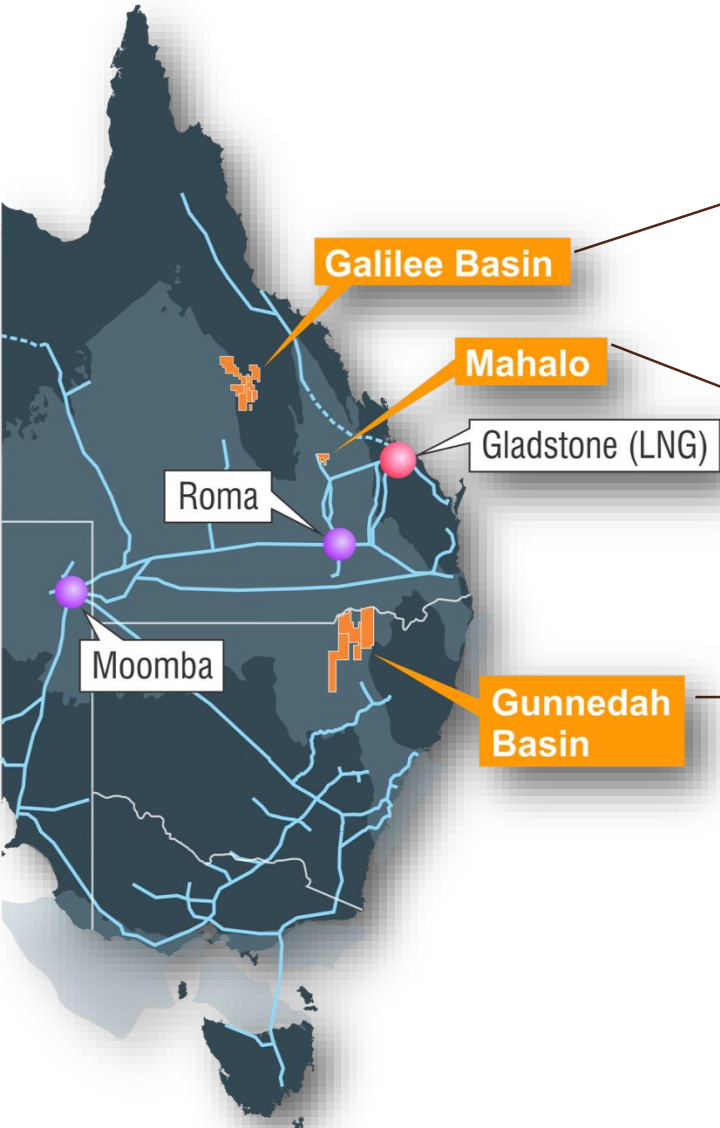 Galilee Basin
Mahalo
Gladstone (LNG)
Roma
Moomba
Gunnedah
Basin